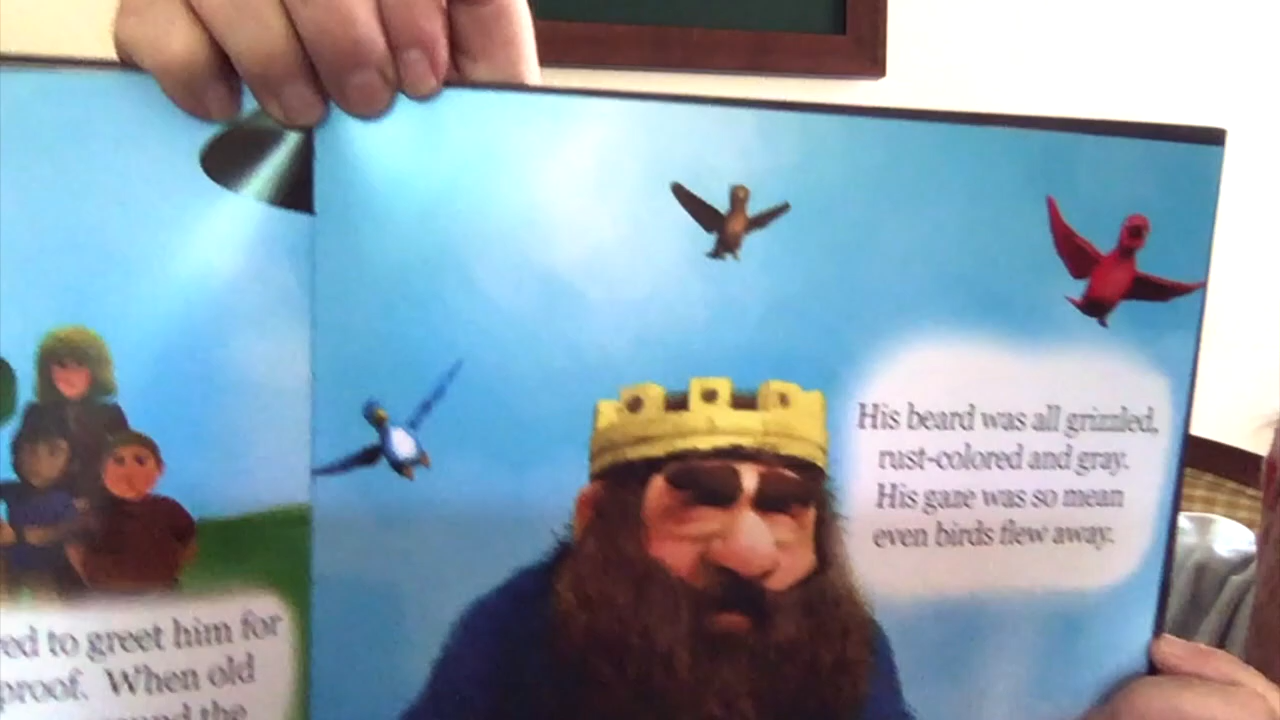 ed to greet him for
proof. When old
the
His beard was all grizzled,
rust-colored and gray.
His gaze was so mean
even birds flew away.